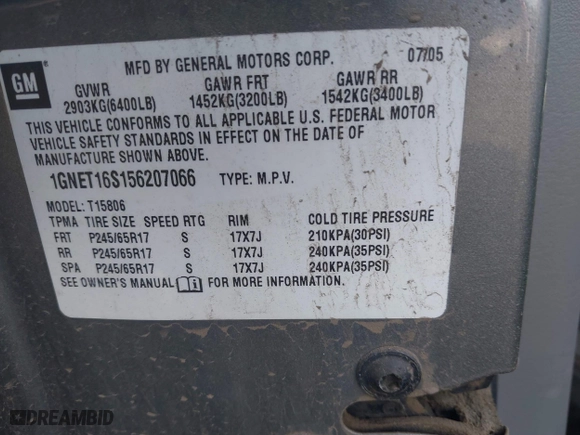 MFD BY GENERAL MOTORS CORP. 07/05
GM ®
GVWR GAWR FRT GAWR RR
2903KG(6400LB) 1452KG(3200LB) 1542KG(3400LB)
THIS VEHICLE CONFORMS TO ALL APPLICABLE U.S. FEDERAL MOTOR
VEHICLE SAFETY STANDARDS IN EFFECT ON THE DATE OF
MANUFACTURE SHOWN ABOVE.
1GNET16S156207066 TYPE: M.P.V.
MODEL: T15806
TPMA TIRE SIZE SPEED RTG RIM COLD TIRE PRESSURE
FRT P245/65R17 S 17X7J 210KPA(30PSI)
RR P245/65R17 S 17X7J 240KPA(35PSI)
SPA P245/65R17 S 17X7J 240KPA(35PSI)
SEE OWNER'S MANUAL FOR MORE INFORMATION.
DREAMBID